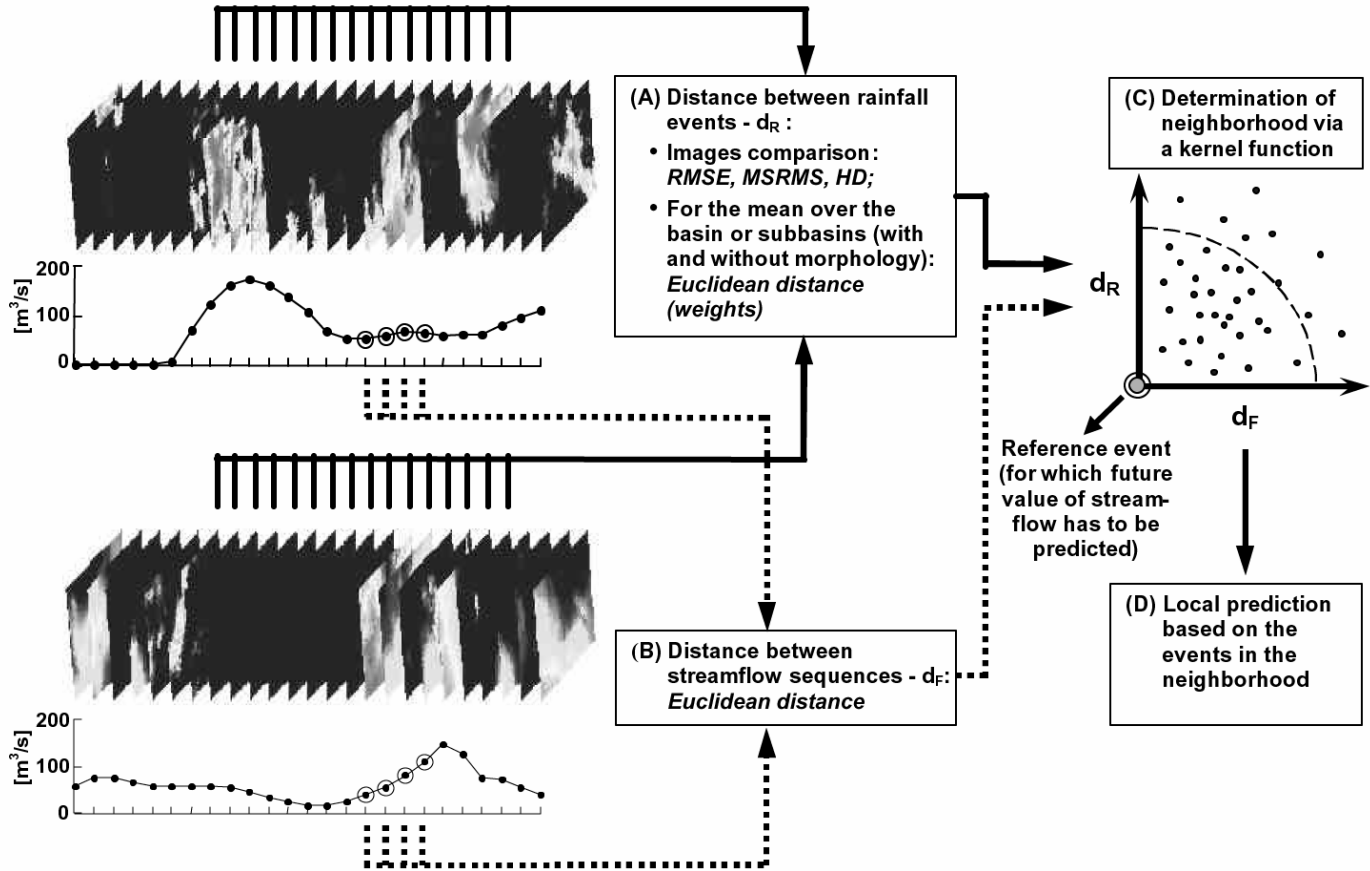 (A) Distance between rainfall
events - dR :
• Images comparison:
RMSE, MSRMS, HD;
• For the mean over the
basin or subbasins (with
and without morphology):
Euclidean distance
(weights)
(C) Determination of
neighborhood via
a kernel function
200
100
0
[m³/s]
dR
dF
Reference event
(for which future
value of stream-
flow has to be
predicted)
(B) Distance between
streamflow sequences - dF:
Euclidean distance
(D) Local prediction
based on the
events in the
neighborhood
200
100
0
[m³/s]